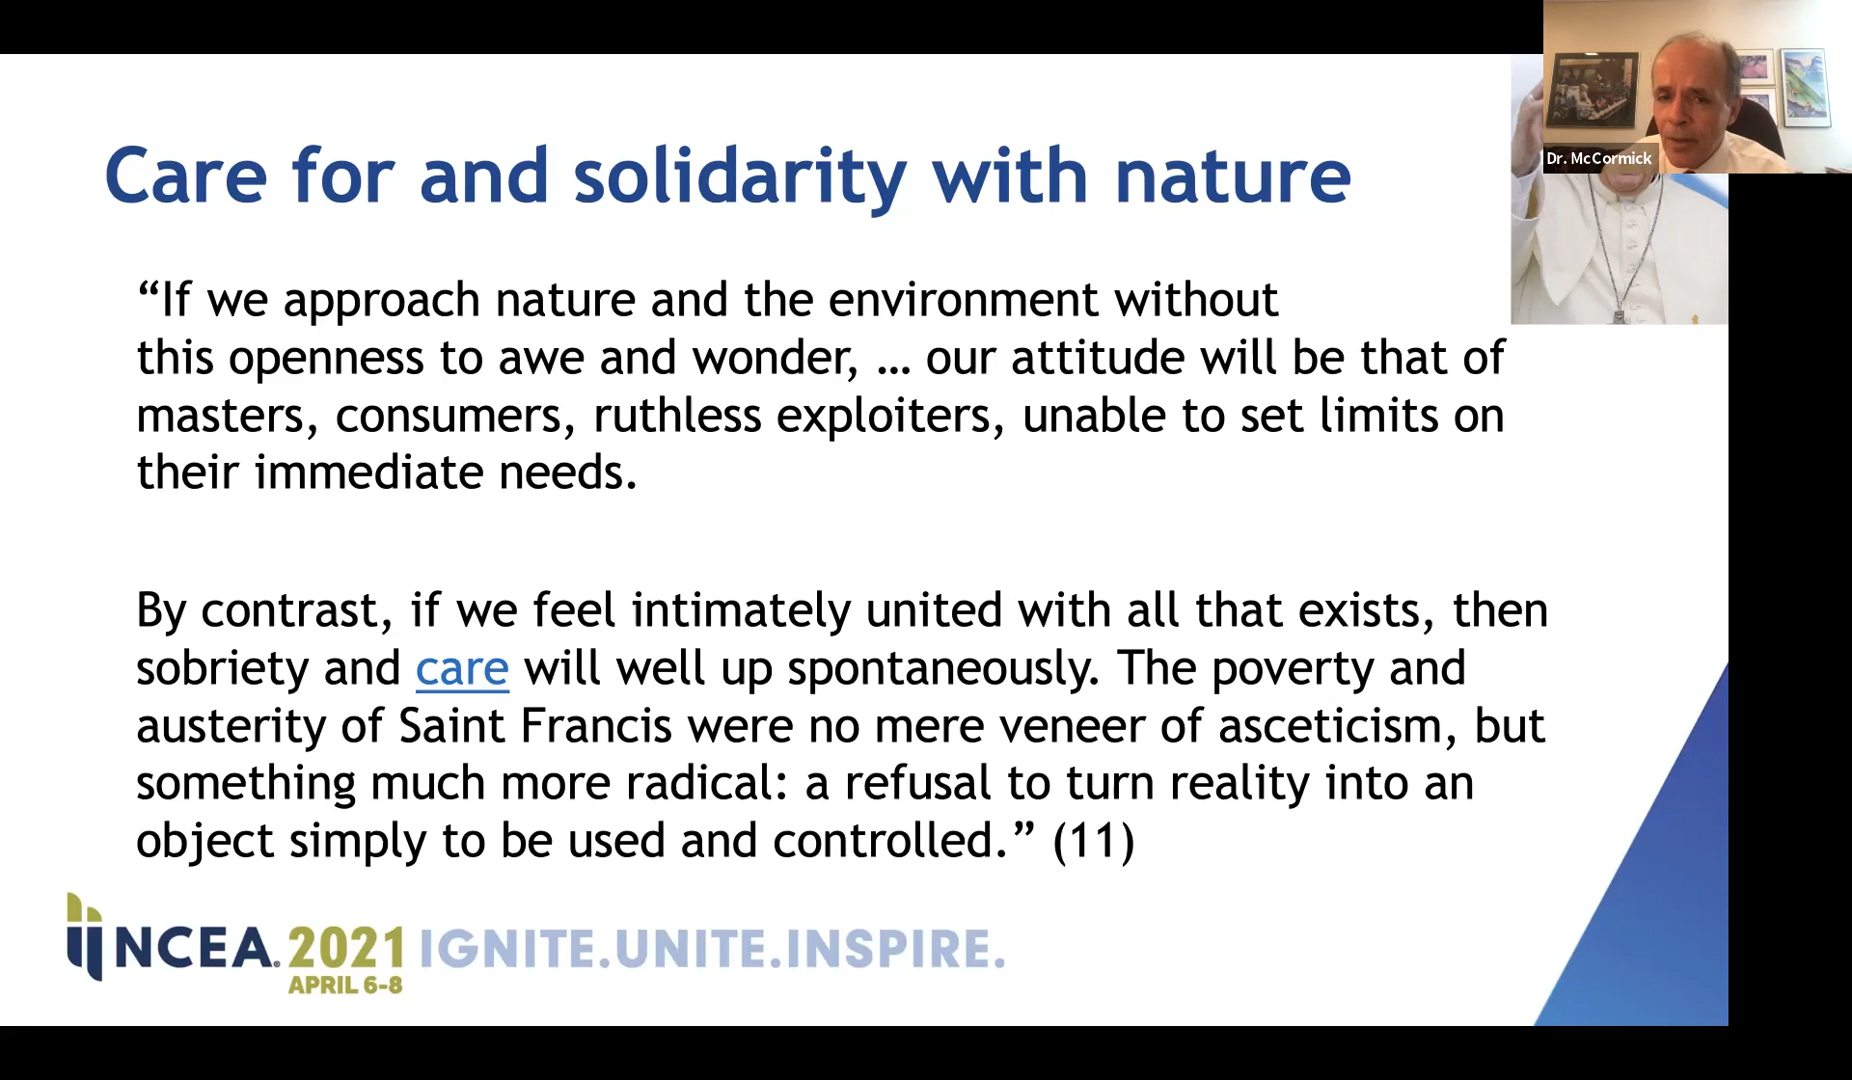 Dr. McCormick
Care for and solidarity with nature
“If we approach nature and the environment without
this openness to awe and wonder, … our attitude will be that of
masters, consumers, ruthless exploiters, unable to set limits on
their immediate needs.
By contrast, if we feel intimately united with all that exists, then
sobriety and care will well up spontaneously. The poverty and
austerity of Saint Francis were no mere veneer of asceticism, but
something much more radical: a refusal to turn reality into an
object simply to be used and controlled.” (11)
NCEA® 2021 IGNITE.UNITE.INSPIRE.
APRIL 6-8